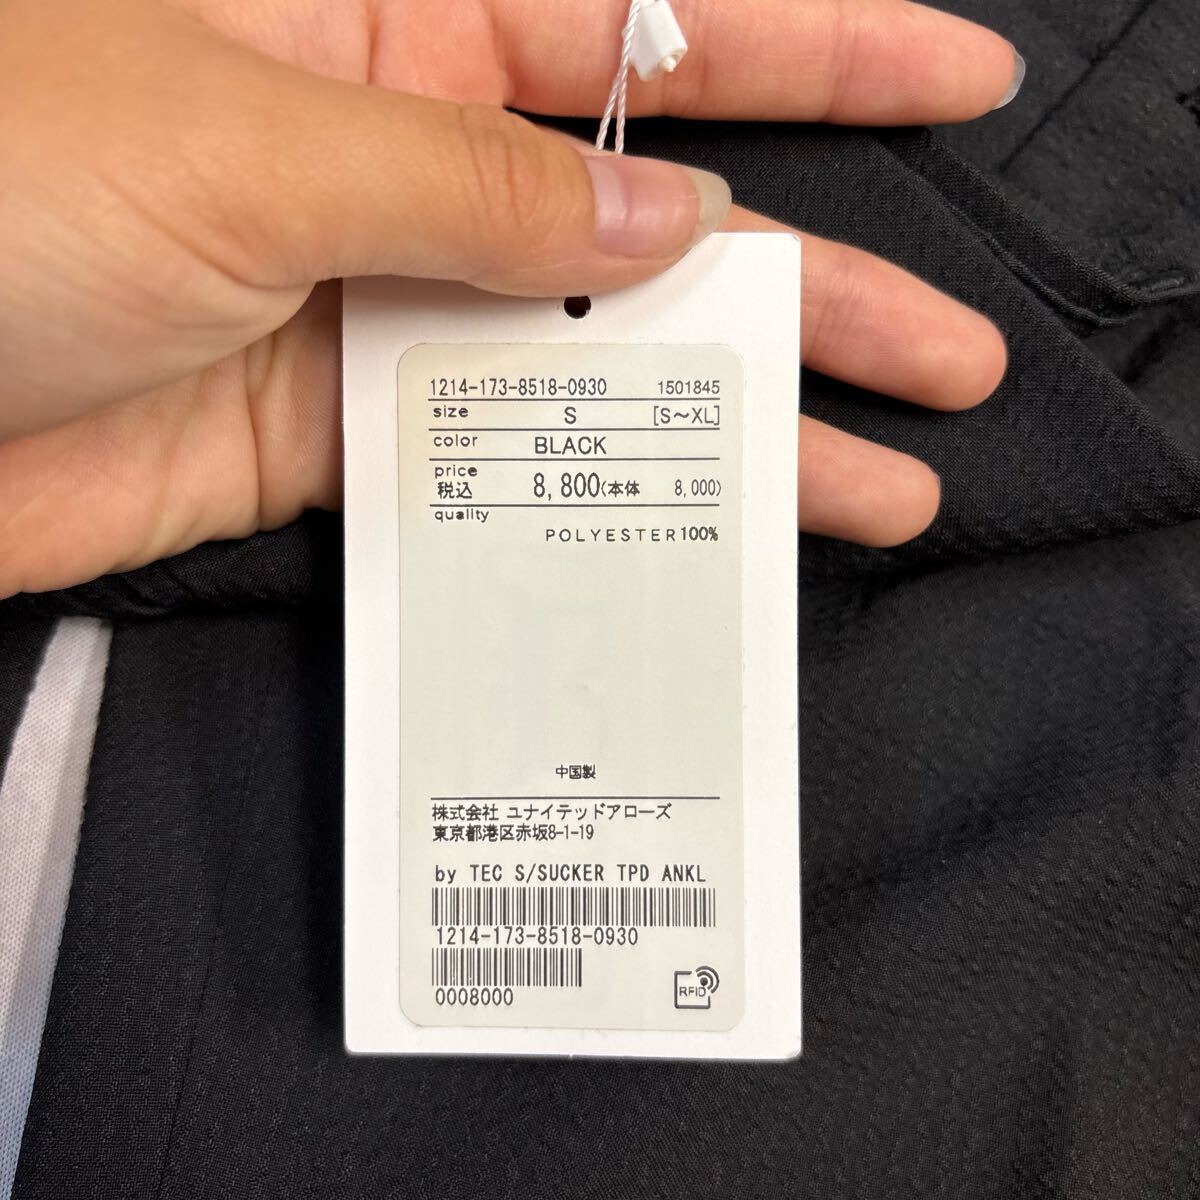 1214-173-8518-0930 1501845
size S [S〜XL]
color BLACK
price
税込 8,800(本体 8,000)
quality
POLYESTER100%
中国製
株式会社 ユナイテッドアローズ
東京都港区赤坂8-1-19
by TEC S/SUCKER TPD ANKL
1214-173-8518-0930
0008000
RFID